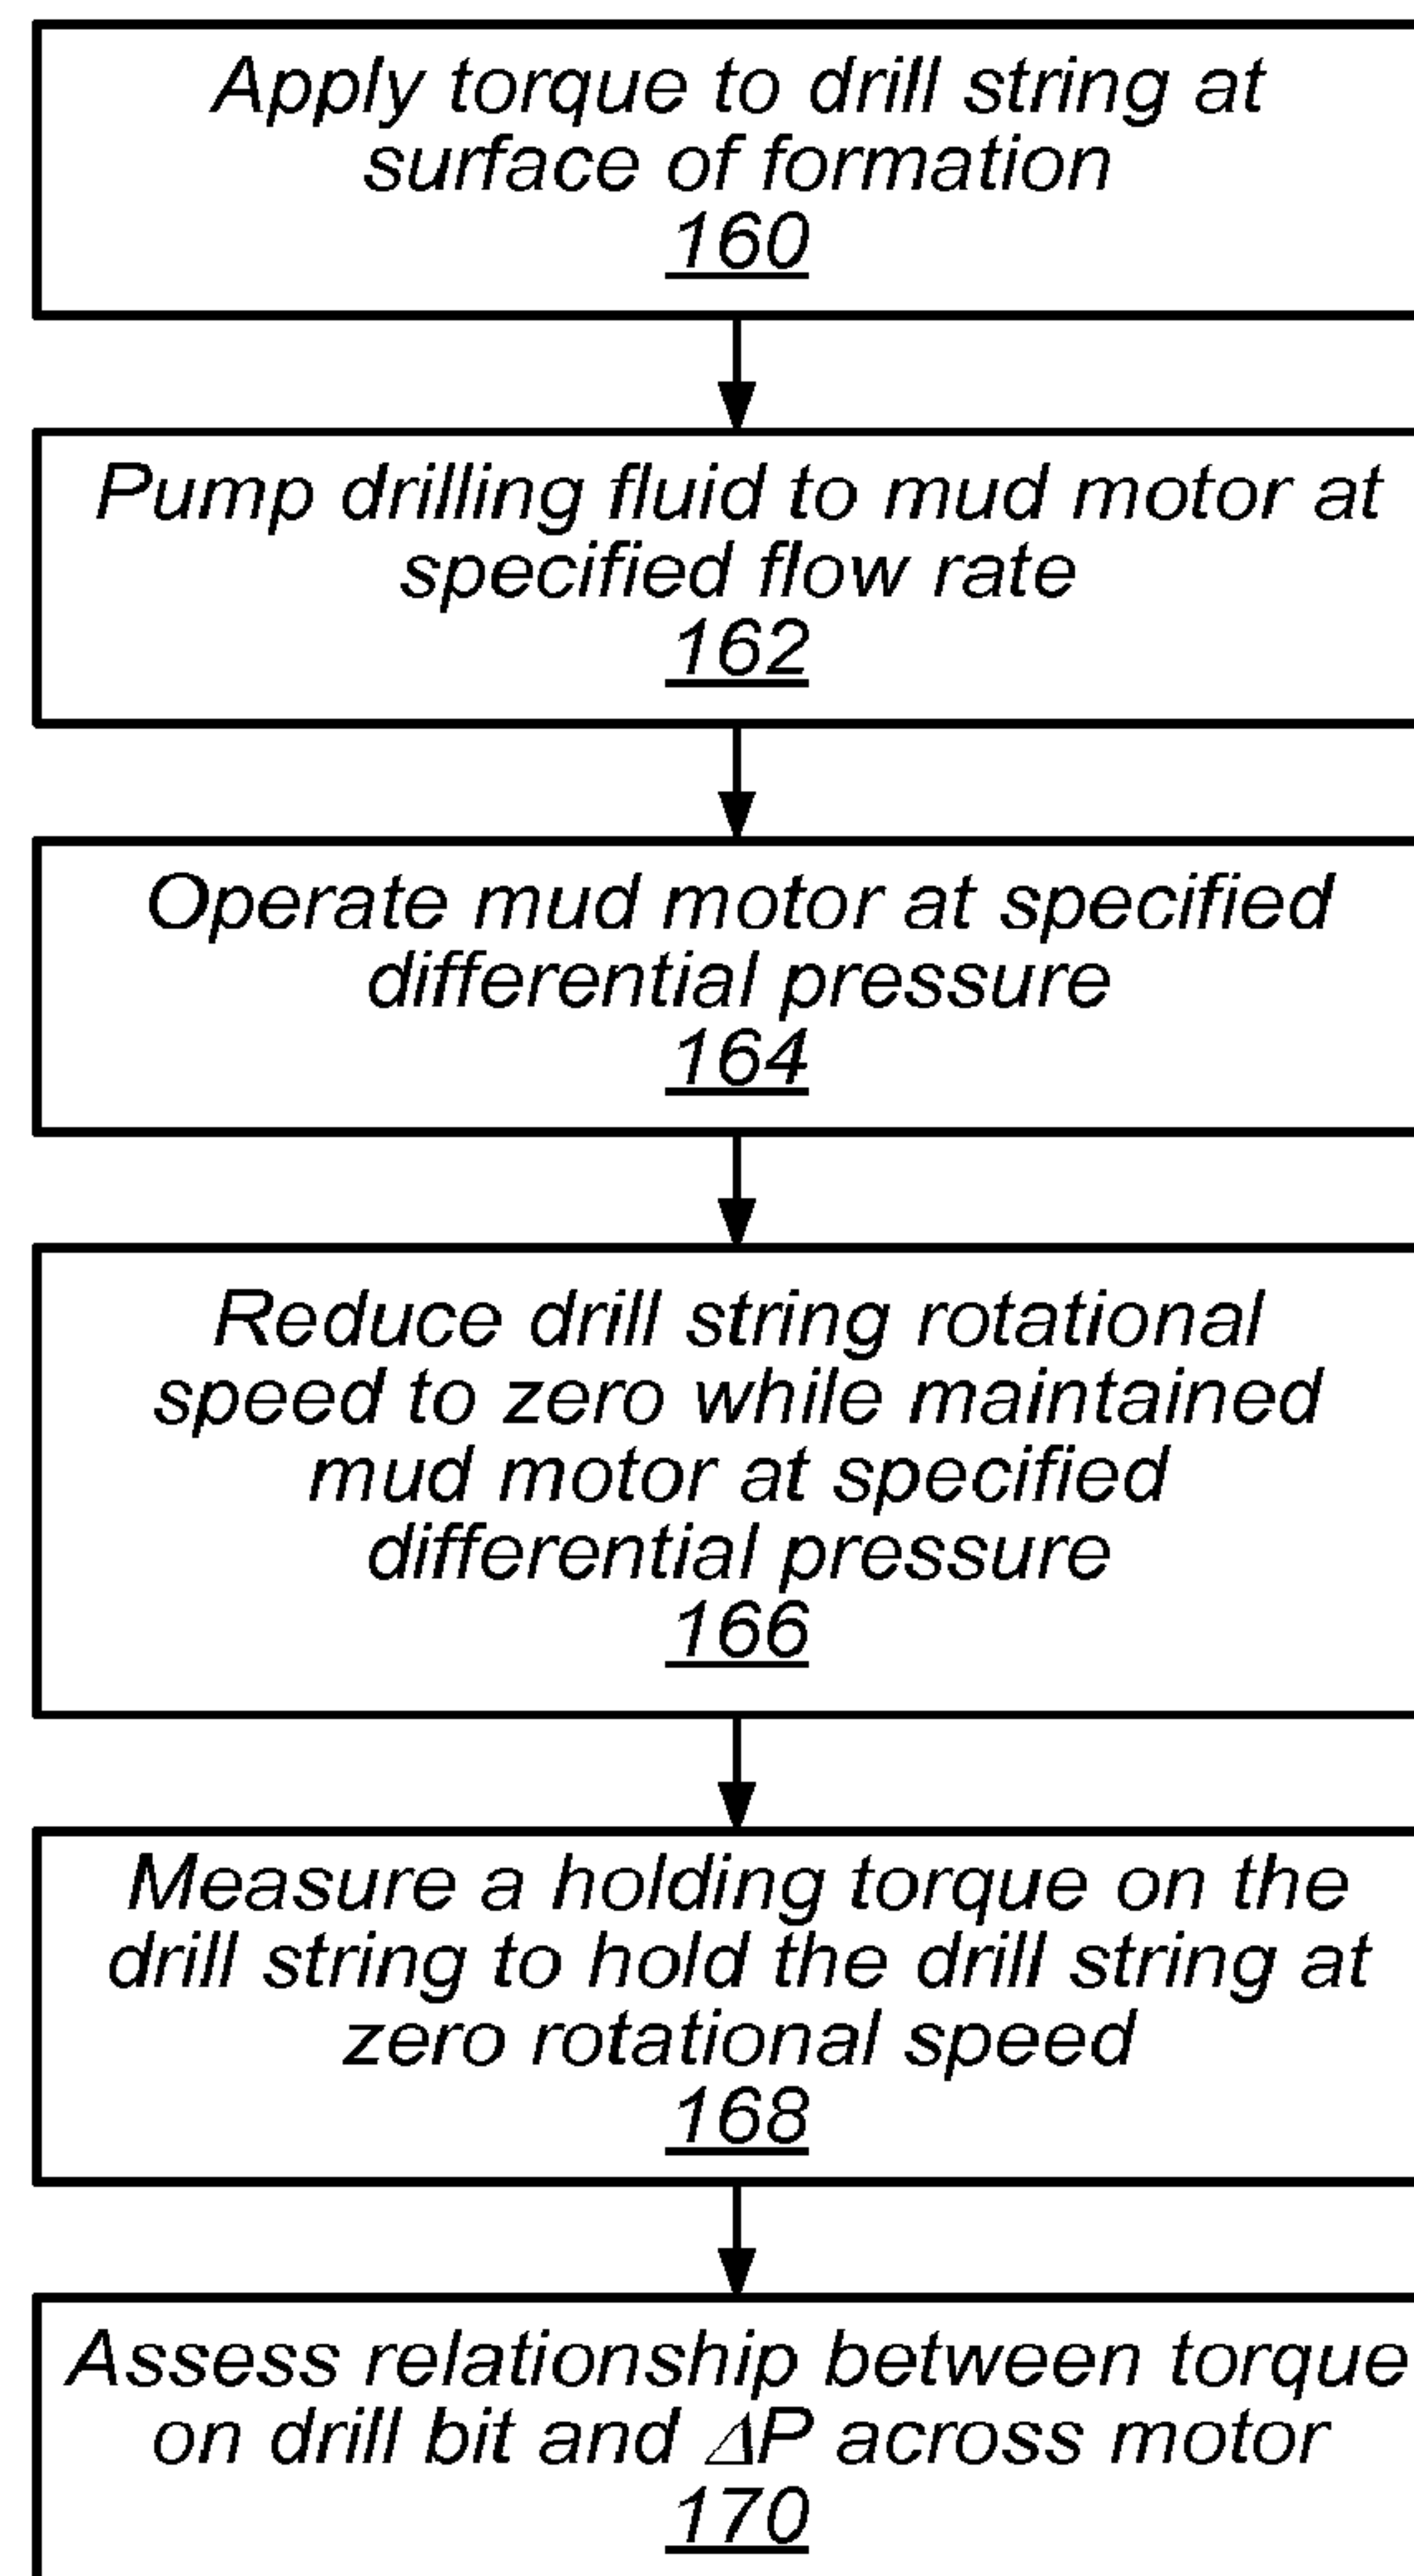 Apply torque to drill string at
surface of formation
160
Pump drilling fluid to mud motor at
specified flow rate
162
Operate mud motor at specified
differential pressure
164
Reduce drill string rotational
speed to zero while maintained
mud motor at specified
differential pressure
166
Measure a holding torque on the
drill string to hold the drill string at
zero rotational speed
168
Assess relationship between torque
on drill bit and ΔP across motor
170